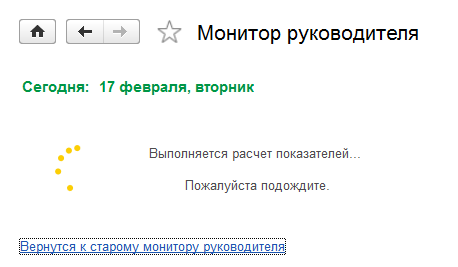 Монитор руководителя
Сегодня: 17 февраля, вторник
Выполняется расчет показателей...
Пожалуйста подождите.
Вернутся к старому монитору руководителя